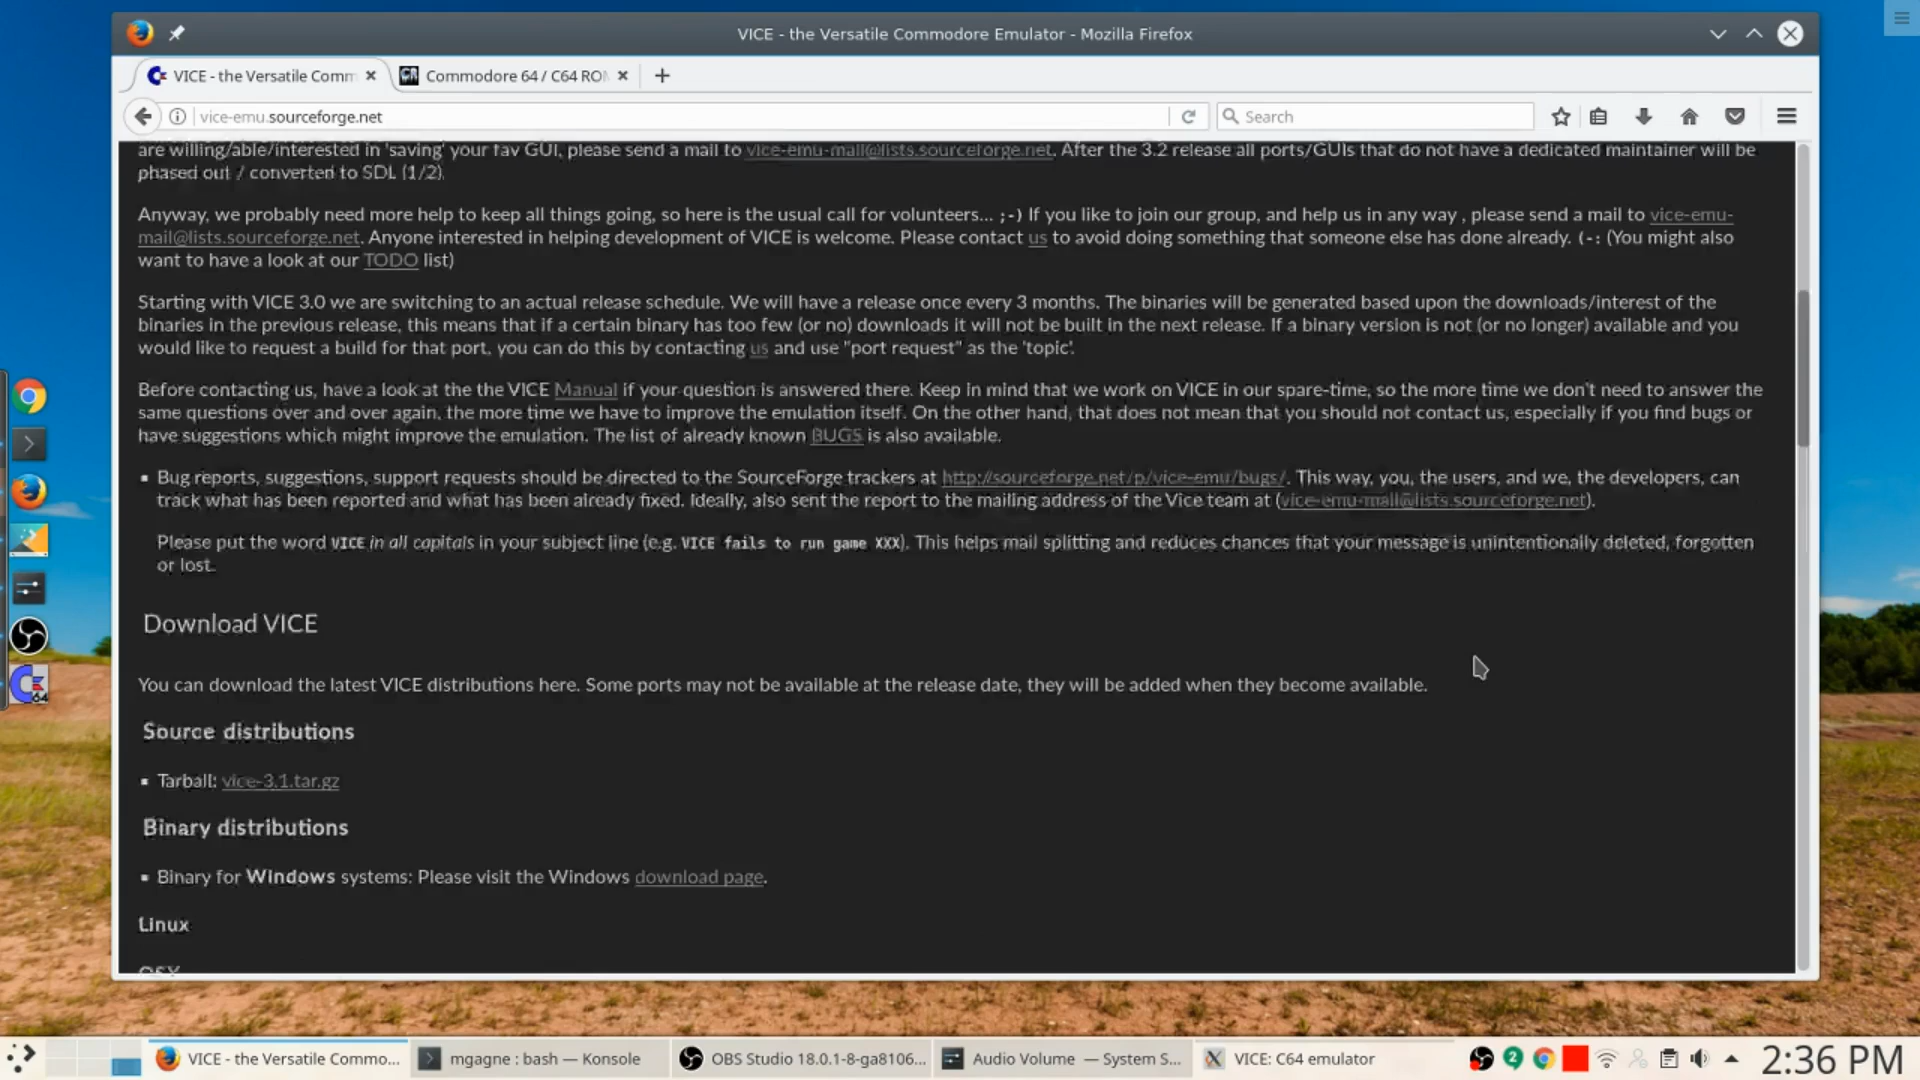 VICE - the Versatile Commodore Emulator - Mozilla Firefox
VICE - the Versatile Comm
Commodore 64 / C64 RO
vice-emu.sourceforge.net
Search
are willing/able/interested in 'saving' your fav GUI, please send a mail to vice-emu-mail@lists.sourceforge.net. After the 3.2 release all ports/GUIs that do not have a dedicated maintainer will be
phased out / converted to SDL (1/2).
Anyway, we probably need more help to keep all things going, so here is the usual call for volunteers... ;-) If you like to join our group, and help us in any way , please send a mail to vice-emu-
mail@lists.sourceforge.net. Anyone interested in helping development of VICE is welcome. Please contact us to avoid doing something that someone else has done already. (-: (You might also
want to have a look at our TODO list)
Starting with VICE 3.0 we are switching to an actual release schedule. We will have a release once every 3 months. The binaries will be generated based upon the downloads/interest of the
binaries in the previous release, this means that if a certain binary has too few (or no) downloads it will not be built in the next release. If a binary version is not (or no longer) available and you
would like to request a build for that port, you can do this by contacting us and use "port request" as the 'topic'.
Before contacting us, have a look at the the VICE Manual if your question is answered there. Keep in mind that we work on VICE in our spare-time, so the more time we don't need to answer the
same questions over and over again, the more time we have to improve the emulation itself. On the other hand, that does not mean that you should not contact us, especially if you find bugs or
have suggestions which might improve the emulation. The list of already known BUGS is also available.
▪ Bug reports, suggestions, support requests should be directed to the SourceForge trackers at http://sourceforge.net/p/vice-emu/bugs/. This way, you, the users, and we, the developers, can
track what has been reported and what has been already fixed. Ideally, also sent the report to the mailing address of the Vice team at (vice-emu-mail@lists.sourceforge.net).
Please put the word VICE in all capitals in your subject line (e.g. VICE fails to run game XXX). This helps mail splitting and reduces chances that your message is unintentionally deleted, forgotten
or lost.
Download VICE
You can download the latest VICE distributions here. Some ports may not be available at the release date, they will be added when they become available.
Source distributions
▪ Tarball: vice-3.1.tar.gz
Binary distributions
▪ Binary for Windows systems: Please visit the Windows download page.
Linux
OSX
64
VICE - the Versatile Commo...
mgagne : bash — Konsole
OBS Studio 18.0.1-8-ga8106...
Audio Volume — System S...
VICE: C64 emulator
2
2:36 PM